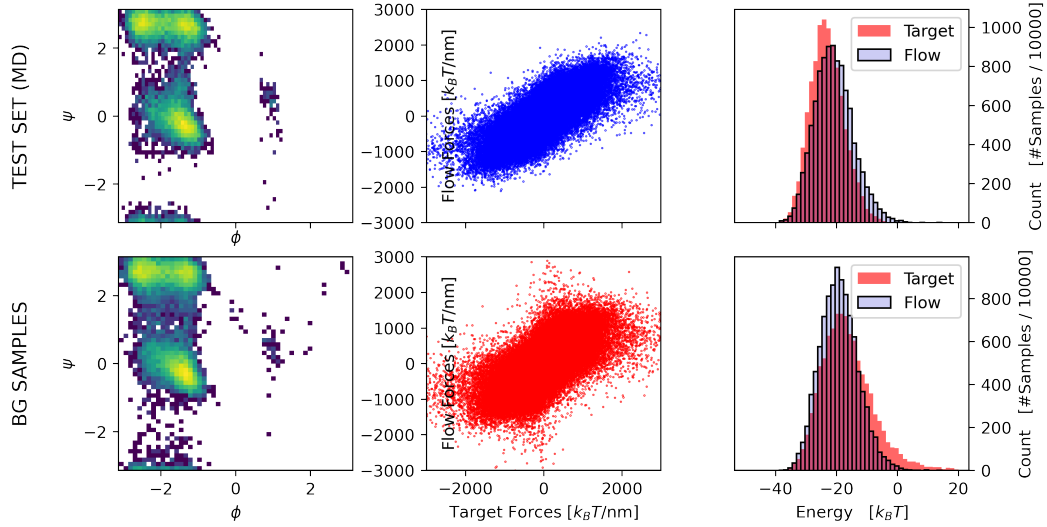 TEST SET (MD)
ψ
2
0
−2
ϕ
Flow Forces [k_BT/nm]
3000
2000
1000
0
−1000
−2000
−3000
Target
Flow
1000
800
600
400
200
0
Count [#Samples / 10000]
BG SAMPLES
ψ
2
0
−2
−2
0
2
ϕ
Flow Forces [k_BT/nm]
3000
2000
1000
0
−1000
−2000
−3000
−2000
0
2000
Target Forces [k_BT/nm]
Target
Flow
800
600
400
200
0
Count [#Samples / 10000]
−40
−20
0
20
Energy [k_BT]